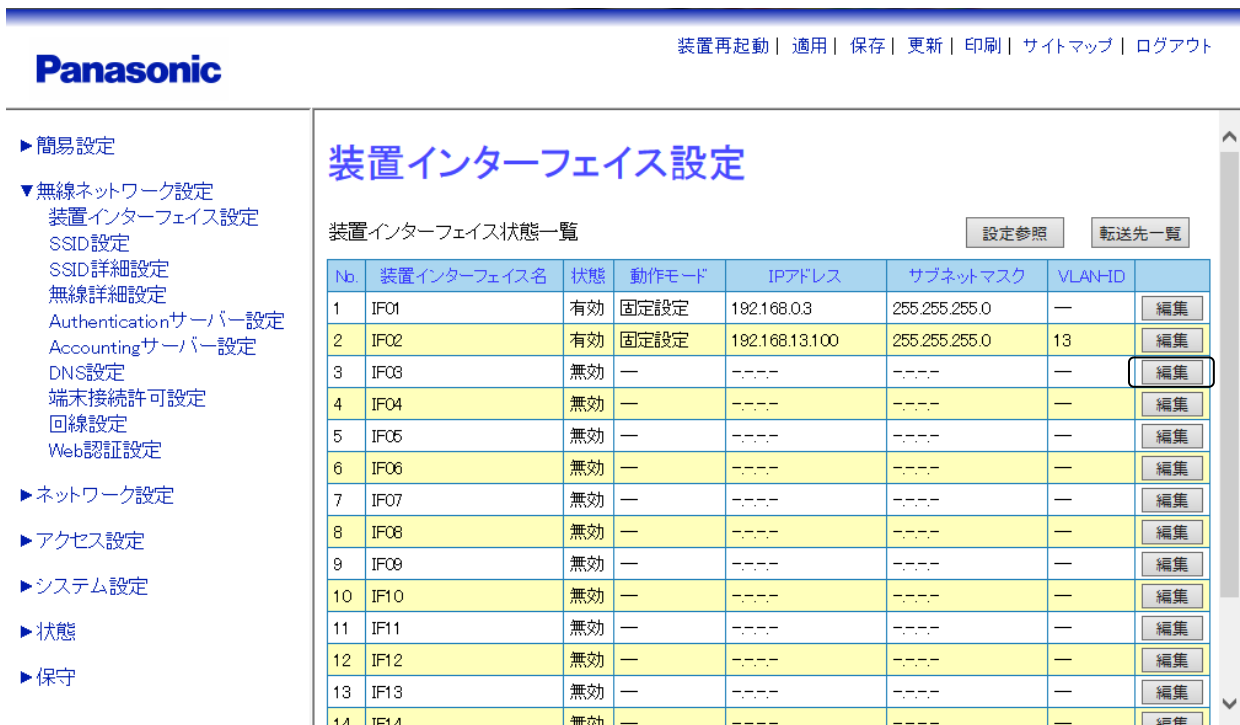 装置再起動| 適用| 保存| 更新| 印刷| サイトマップ| ログアウト
Panasonic
▶簡易設定
▼無線ネットワーク設定
装置インターフェイス設定
SSID設定
SSID詳細設定
無線詳細設定
Authenticationサーバー設定
Accountingサーバー設定
DNS設定
端末接続許可設定
回線設定
Web認証設定
▶ネットワーク設定
▶アクセス設定
▶システム設定
▶状態
▶保守
装置インターフェイス設定
装置インターフェイス状態一覧 設定参照 転送先一覧
No. 装置インターフェイス名 状態 動作モード IPアドレス サブネットマスク VLAN-ID
1 IF01 有効 固定設定 192.168.0.3 255.255.255.0 — 編集
2 IF02 有効 固定設定 192.168.13.100 255.255.255.0 13 編集
3 IF03 無効 — -.-.-.- -.-.-.- — 編集
4 IF04 無効 — -.-.-.- -.-.-.- — 編集
5 IF05 無効 — -.-.-.- -.-.-.- — 編集
6 IF06 無効 — -.-.-.- -.-.-.- — 編集
7 IF07 無効 — -.-.-.- -.-.-.- — 編集
8 IF08 無効 — -.-.-.- -.-.-.- — 編集
9 IF09 無効 — -.-.-.- -.-.-.- — 編集
10 IF10 無効 — -.-.-.- -.-.-.- — 編集
11 IF11 無効 — -.-.-.- -.-.-.- — 編集
12 IF12 無効 — -.-.-.- -.-.-.- — 編集
13 IF13 無効 — -.-.-.- -.-.-.- — 編集
14 IF14 無効 — -.-.-.- -.-.-.- — 編集